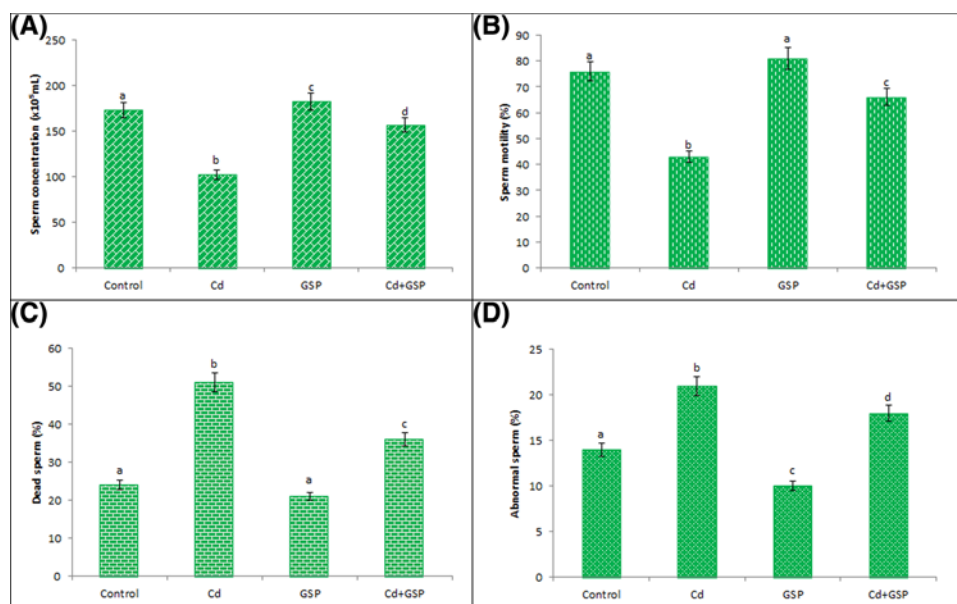 (A)
Sperm concentration (x10⁶mL)
250
200
150
100
50
0
a
b
c
d
Control Cd GSP Cd+GSP
(B)
Sperm motility (%)
90
80
70
60
50
40
30
20
10
0
a
b
a
c
Control Cd GSP Cd+GSP
(C)
Dead sperm (%)
60
50
40
30
20
10
0
a
b
a
c
Control Cd GSP Cd+GSP
(D)
Abnormal sperm (%)
25
20
15
10
5
0
a
b
c
d
Control Cd GSP Cd+GSP